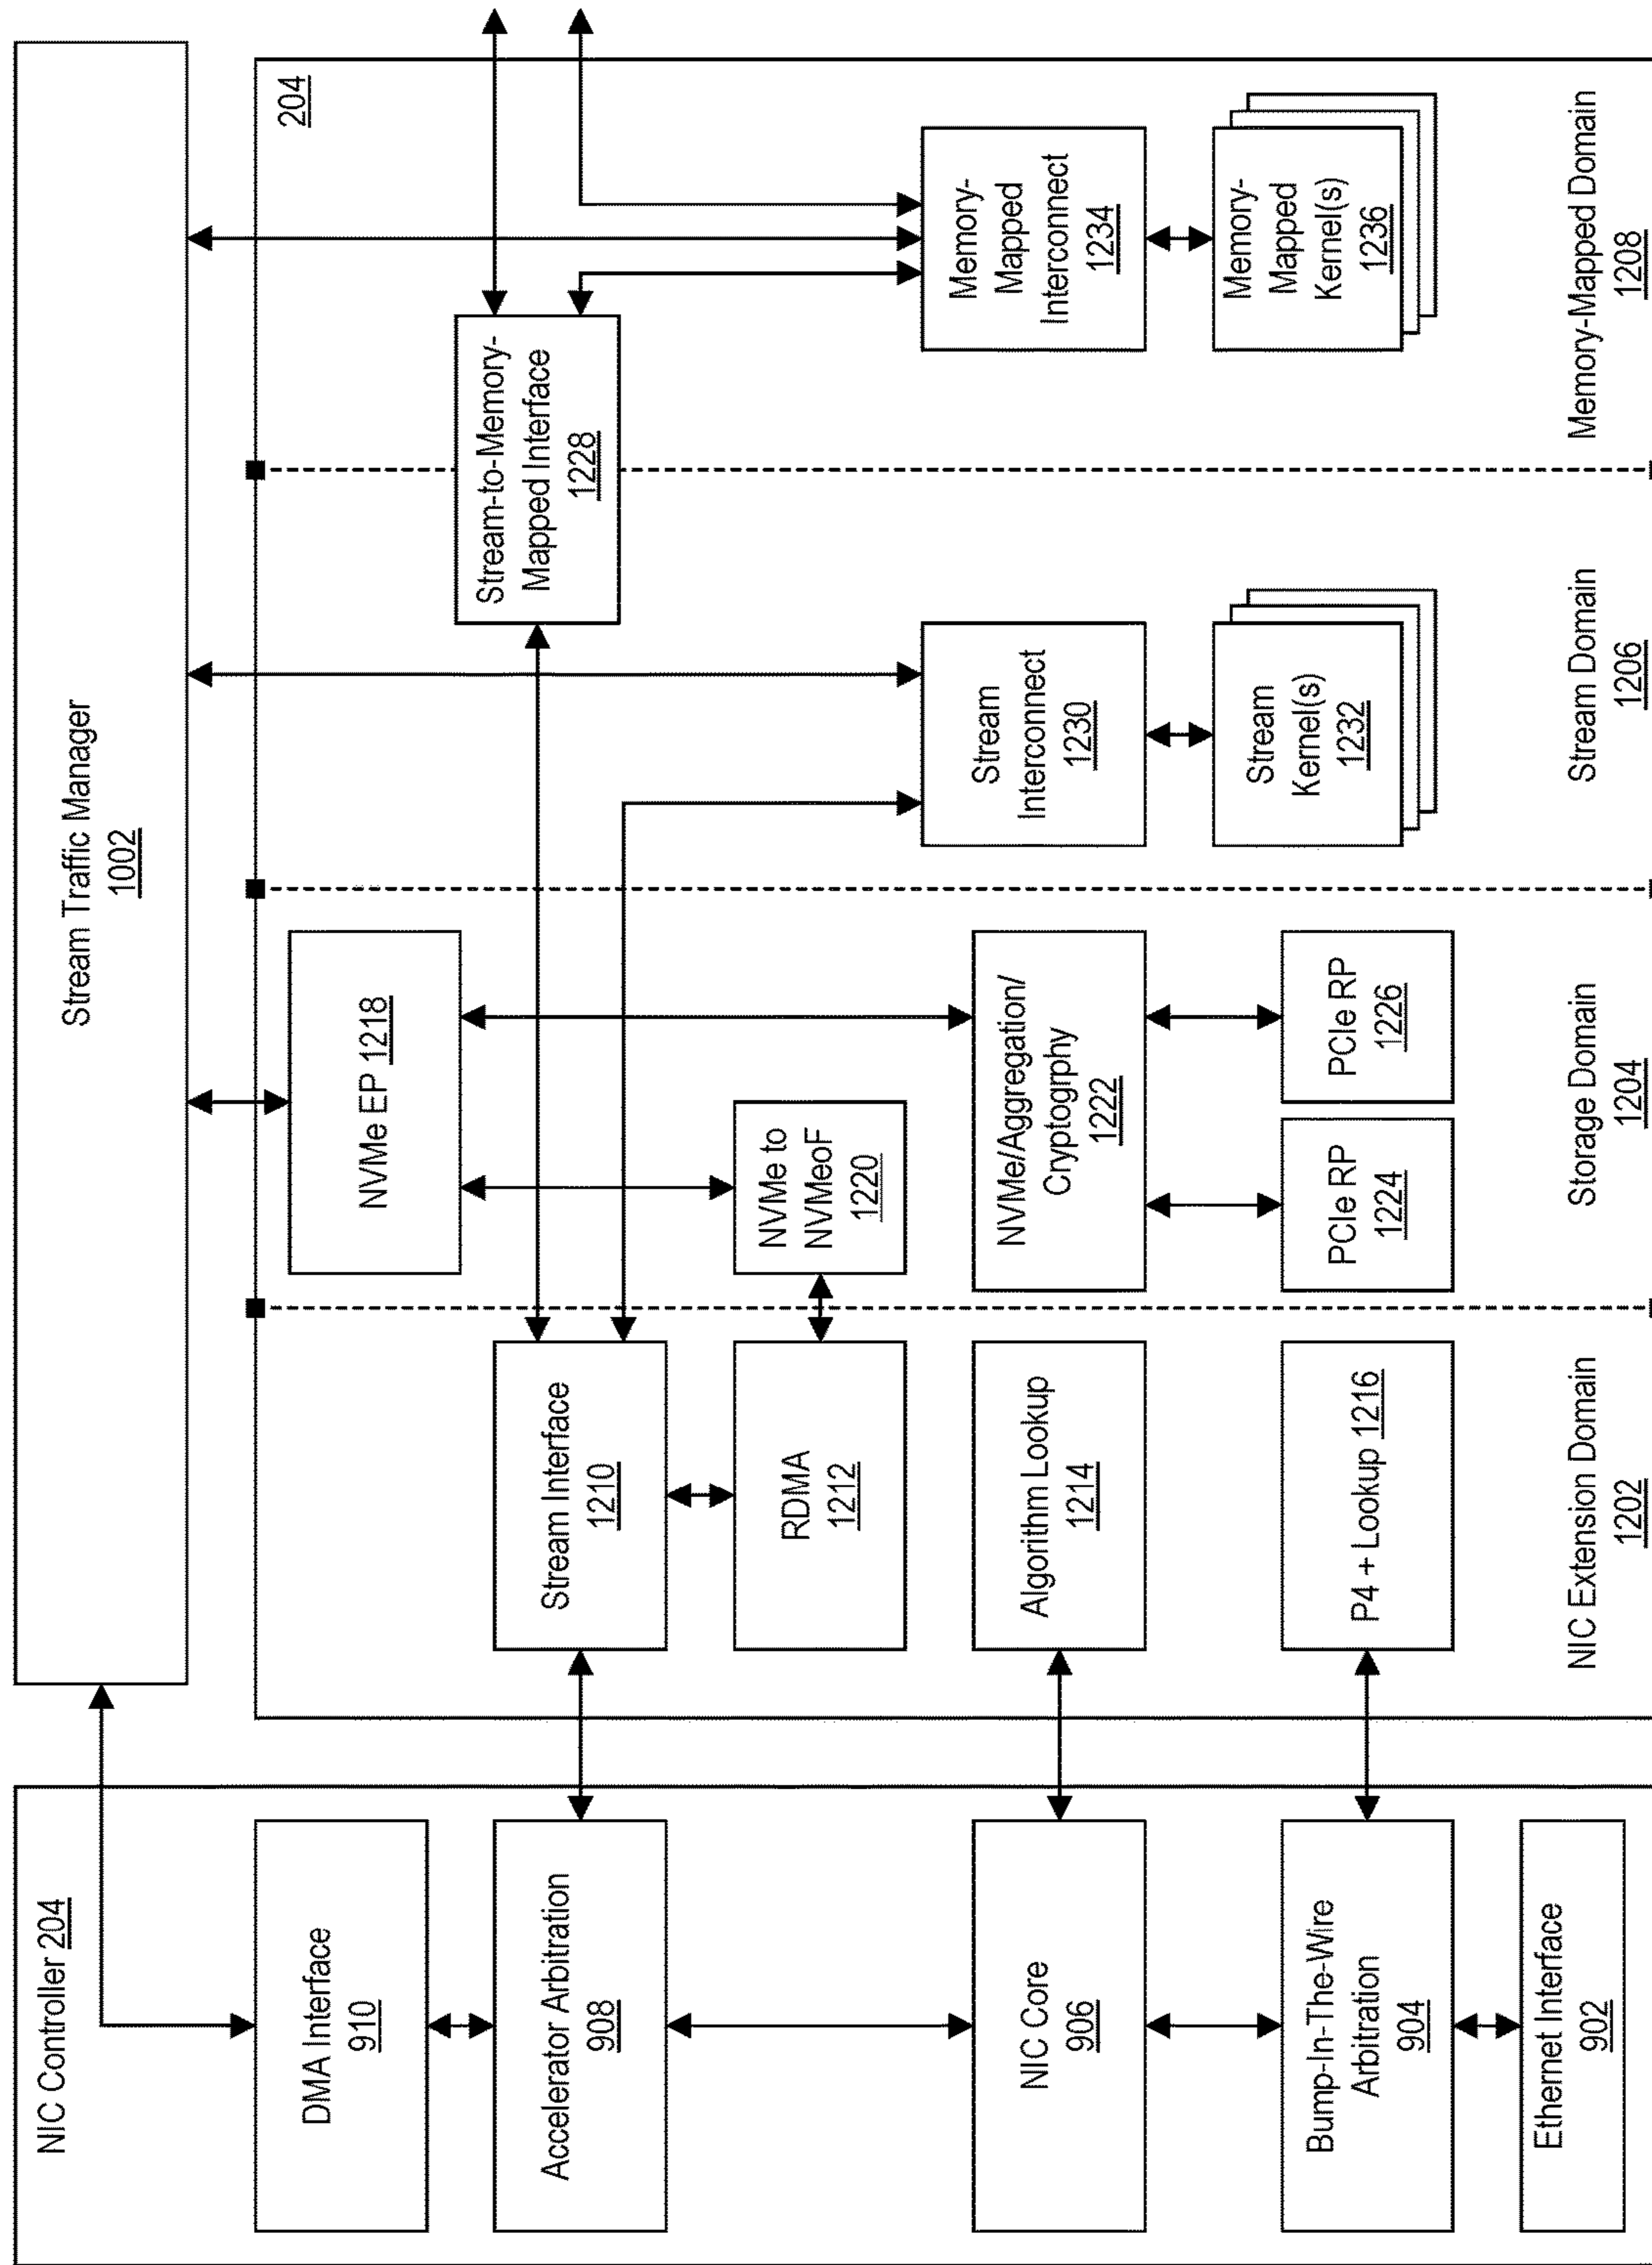 NIC Controller 204
DMA Interface
910
Accelerator Arbitration
908
NIC Core
906
Bump-In-The-Wire
Arbitration
904
Ethernet Interface
902
Stream Traffic Manager
1002
204
Stream Interface
1210
RDMA
1212
Algorithm Lookup
1214
P4 + Lookup 1216
NIC Extension Domain
1202
NVMe EP 1218
NVMe to
NVMeoF
1220
NVMe/Aggregation/
Cryptogrphy
1222
PCIe RP
1224
PCIe RP
1226
Storage Domain
1204
Stream
Interconnect
1230
Stream
Kernel(s)
1232
Stream Domain
1206
Stream-to-Memory-
Mapped Interface
1228
Memory-
Mapped
Interconnect
1234
Memory-
Mapped
Kernel(s)
1236
Memory-Mapped Domain
1208